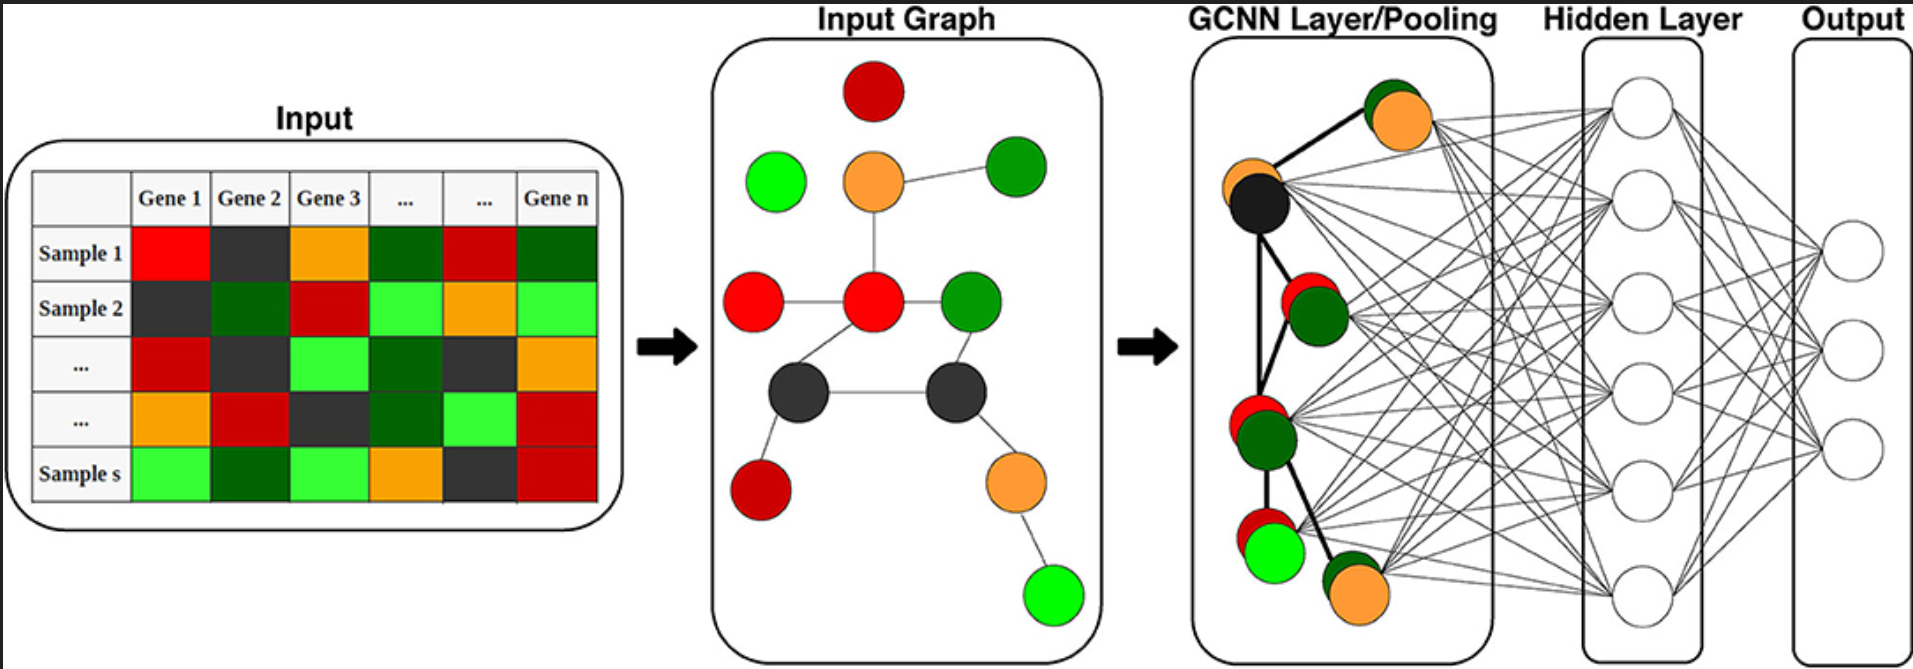 Input
Gene 1 Gene 2 Gene 3 ... ... Gene n
Sample 1
Sample 2
...
...
Sample s
Input Graph
GCNN Layer/Pooling
Hidden Layer
Output